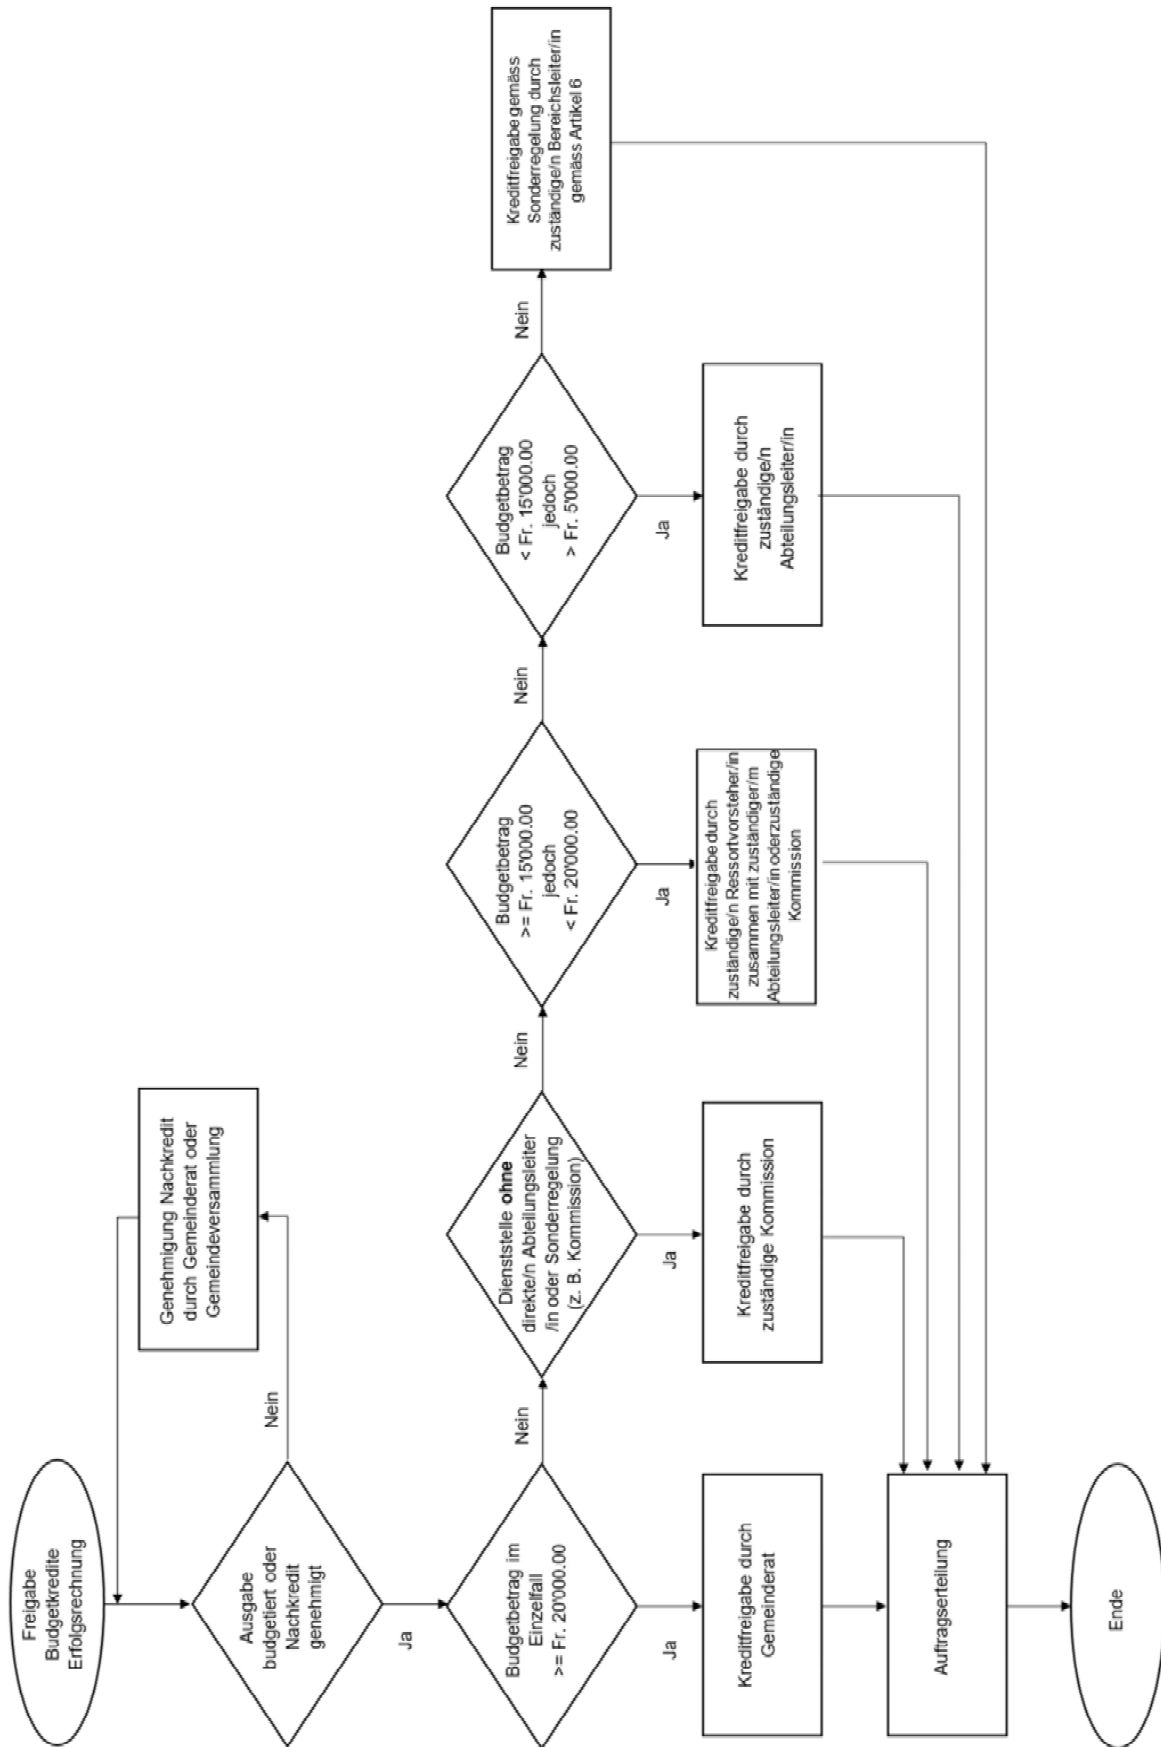 Freigabe
Budgetkredite
Erfolgsrechnung
Ausgabe
budgetiert oder
Nachkredit
genehmigt
Nein
Genehmigung Nachkredit
durch Gemeinderat oder
Gemeindeversammlung
Ja
Budgetbetrag im
Einzelfall
>= Fr. 20'000.00
Nein
Dienststelle ohne
direkte/n Abteilungsleiter
/in oder Sonderregelung
(z. B. Kommission)
Nein
Budgetbetrag
>= Fr. 15'000.00
jedoch
< Fr. 20'000.00
Nein
Budgetbetrag
< Fr. 15'000.00
jedoch
> Fr. 5'000.00
Nein
Kreditfreigabe gemäss
Sonderregelung durch
zuständige/n Bereichsleiter/in
gemäss Artikel 6
Ja
Kreditfreigabe durch
Gemeinderat
Ja
Kreditfreigabe durch
zuständige Kommission
Ja
Kreditfreigabe durch
zuständige/n Ressortvorsteher/in
zusammen mit zuständiger/m
Abteilungsleiter/in oderzuständige
Kommission
Ja
Kreditfreigabe durch
zuständige/n
Abteilungsleiter/in
Auftragserteilung
Ende